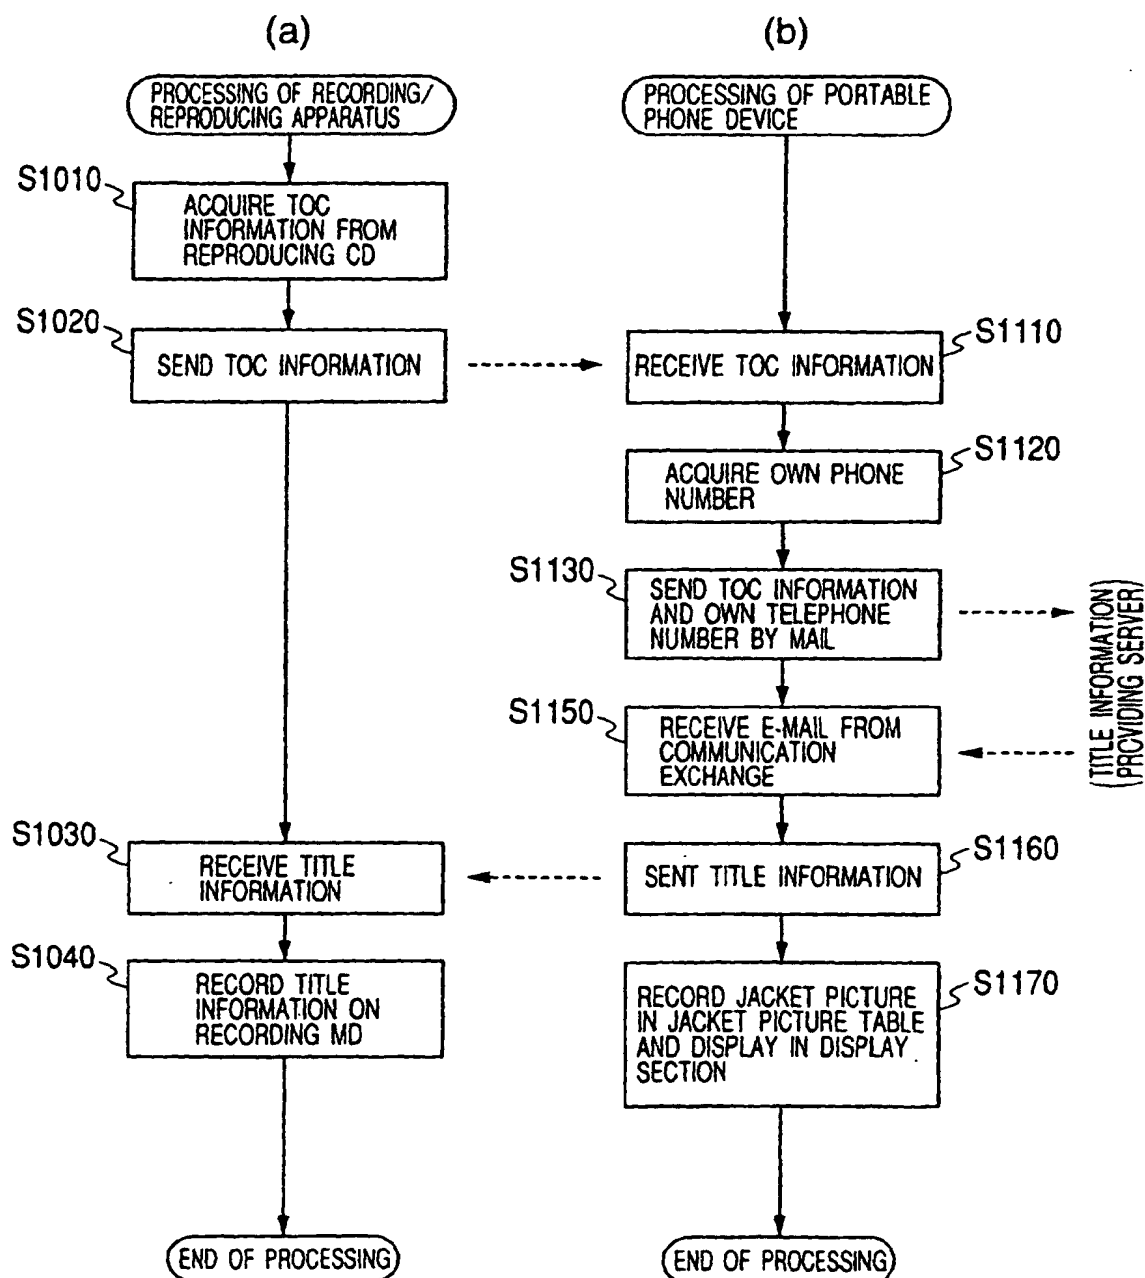 (a)
PROCESSING OF RECORDING/
REPRODUCING APPARATUS
S1010
ACQUIRE TOC
INFORMATION FROM
REPRODUCING CD
S1020
SEND TOC INFORMATION
S1030
RECEIVE TITLE
INFORMATION
S1040
RECORD TITLE
INFORMATION ON
RECORDING MD
END OF PROCESSING
(b)
PROCESSING OF PORTABLE
PHONE DEVICE
S1110
RECEIVE TOC INFORMATION
S1120
ACQUIRE OWN PHONE
NUMBER
S1130
SEND TOC INFORMATION
AND OWN TELEPHONE
NUMBER BY MAIL
(TITLE INFORMATION)
(PROVIDING SERVER)
S1150
RECEIVE E-MAIL FROM
COMMUNICATION
EXCHANGE
S1160
SENT TITLE INFORMATION
S1170
RECORD JACKET PICTURE
IN JACKET PICTURE TABLE
AND DISPLAY IN DISPLAY
SECTION
END OF PROCESSING